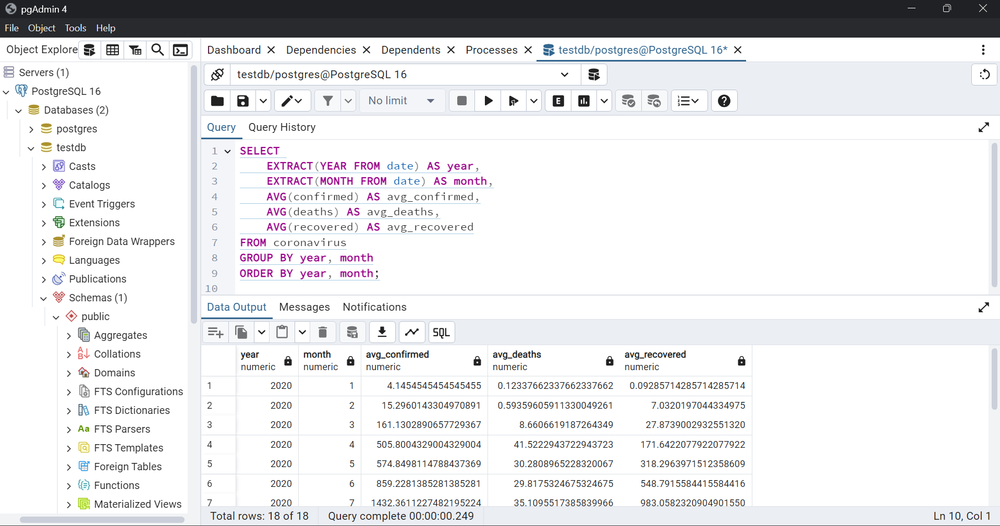 pgAdmin 4
File Object Tools Help
Object Explore
Dashboard Dependencies Dependents Processes testdb/postgres@PostgreSQL 16*
Servers (1)
PostgreSQL 16
Databases (2)
postgres
testdb
Casts
Catalogs
Event Triggers
Extensions
Foreign Data Wrappers
Languages
Publications
Schemas (1)
public
Aggregates
Collations
Domains
FTS Configurations
FTS Dictionaries
Aa FTS Parsers
FTS Templates
Foreign Tables
Functions
Materialized Views
testdb/postgres@PostgreSQL 16
No limit E
Query Query History
1 SELECT
2 EXTRACT(YEAR FROM date) AS year,
3 EXTRACT(MONTH FROM date) AS month,
4 AVG(confirmed) AS avg_confirmed,
5 AVG(deaths) AS avg_deaths,
6 AVG(recovered) AS avg_recovered
7 FROM coronavirus
8 GROUP BY year, month
9 ORDER BY year, month;
10
Data Output Messages Notifications
SQL
year month avg_confirmed avg_deaths avg_recovered
numeric numeric numeric numeric numeric
1 2020 1 4.1454545454545455 0.12337662337662337662 0.09285714285714285714
2 2020 2 15.2960143304970891 0.59359605911330049261 7.0320197044334975
3 2020 3 161.1302890657729367 8.6606619187264349 27.8739002932551320
4 2020 4 505.8004329004329004 41.5222943722943723 171.6422077922077922
5 2020 5 574.8498114788437369 30.2808965228320067 318.2963971512358609
6 2020 6 859.2281385281385281 29.8175324675324675 548.7915584415584416
7 2020 7 1432.3611227482195224 35.1095517385839966 983.0582320904901550
Total rows: 18 of 18 Query complete 00:00:00.249 Ln 10, Col 1